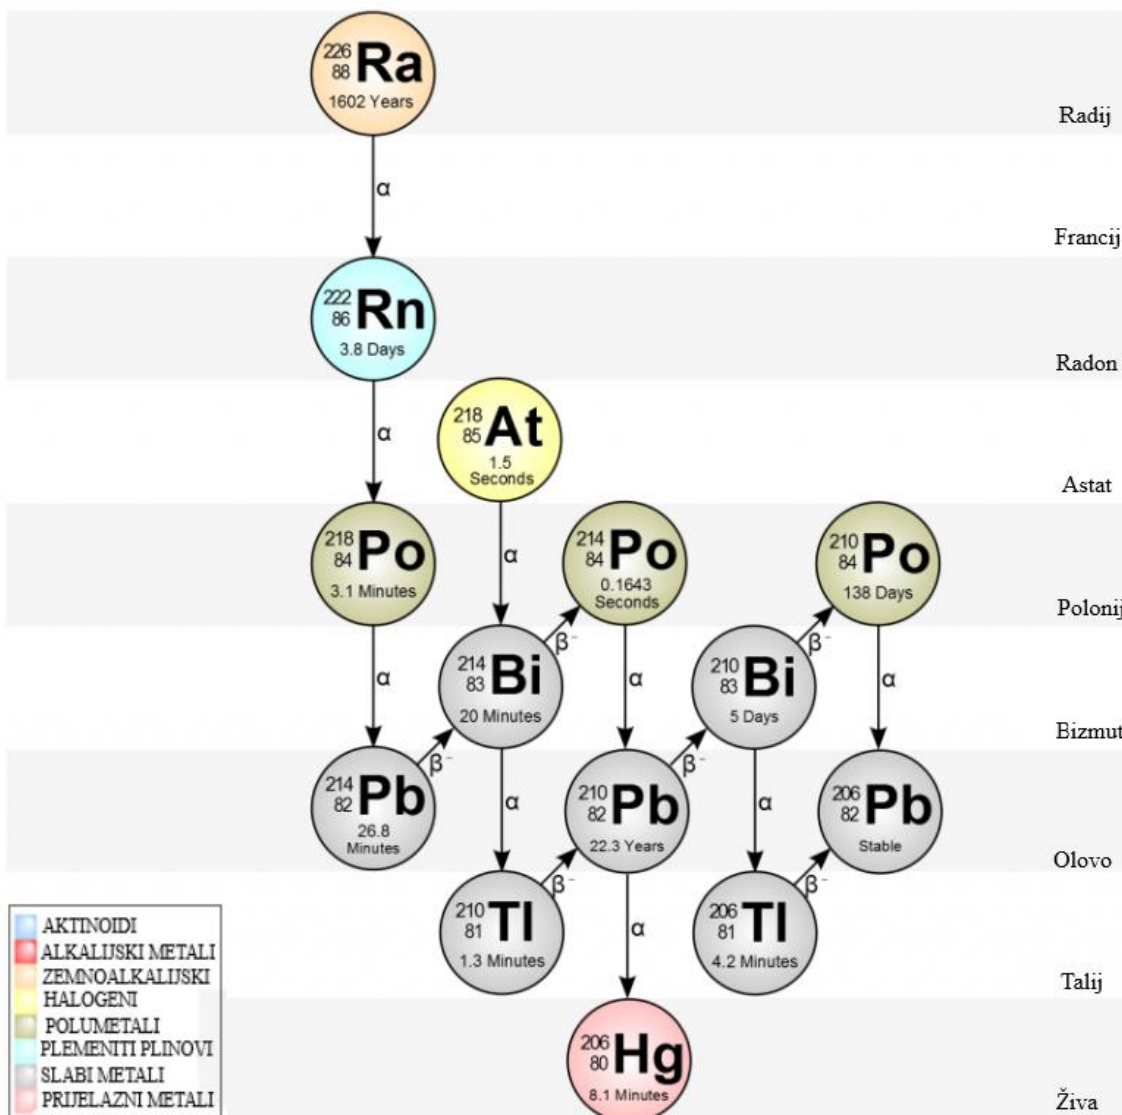 226
88
Ra
1602 Years
Radij
α
Francij
222
86
Rn
3.8 Days
Radon
α
218
85
At
1.5
Seconds
Astat
218
84
Po
3.1 Minutes
α
214
84
Po
0.1643
Seconds
210
84
Po
138 Days
Polonij
α
214
83
Bi
20 Minutes
β⁻
α
210
83
Bi
5 Days
β⁻
α
Bizmut
214
82
Pb
26.8
Minutes
β⁻
α
210
82
Pb
22.3 Years
β⁻
α
206
82
Pb
Stable
Olovo
210
81
Tl
1.3 Minutes
β⁻
α
206
81
Tl
4.2 Minutes
β⁻
Talij
206
80
Hg
8.1 Minutes
Živa
AKTINOIDI
ALKALIJSKI METALI
ZEMNOALKALIJSKI
HALOGENI
POLUMETALI
PLEMENITI PLINOVI
SLABI METALI
PRIJELAZNI METALI